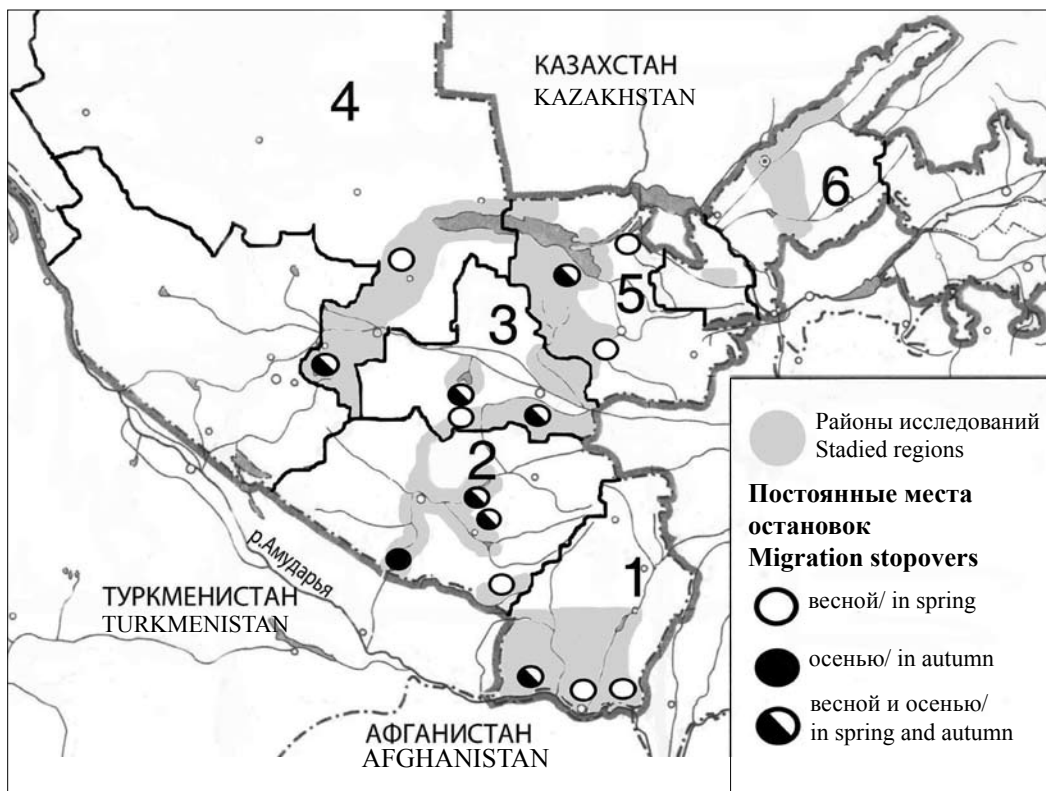 КАЗАХСТАН
KAZAKHSTAN
4
6
5
3
2
1
р.Амударья
ТУРКМЕНИСТАН
TURKMENISTAN
АФГАНИСТАН
AFGHANISTAN
Районы исследований
Stadied regions
Постоянные места
остановок
Migration stopovers
весной/ in spring
осенью/ in autumn
весной и осенью/
in spring and autumn